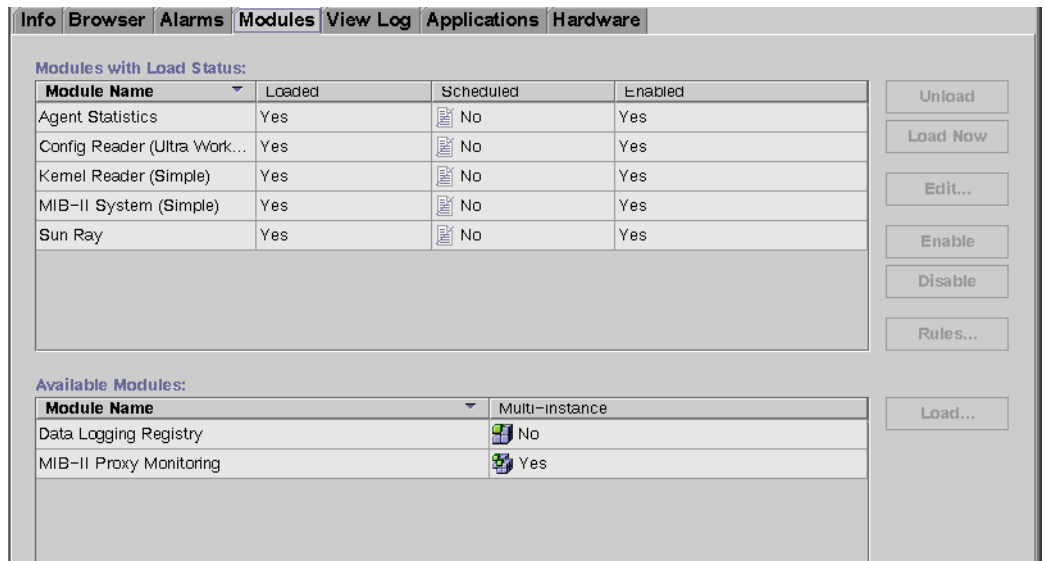 Info Browser Alarms Modules View Log Applications Hardware
Modules with Load Status:
Module Name Loaded Scheduled Enabled
Agent Statistics Yes No Yes
Config Reader (Ultra Work... Yes No Yes
Kernel Reader (Simple) Yes No Yes
MIB-II System (Simple) Yes No Yes
Sun Ray Yes No Yes
Unload
Load Now
Edit...
Enable
Disable
Rules...
Available Modules:
Module Name Multi-Instance
Data Logging Registry No
MIB-II Proxy Monitoring Yes
Load...